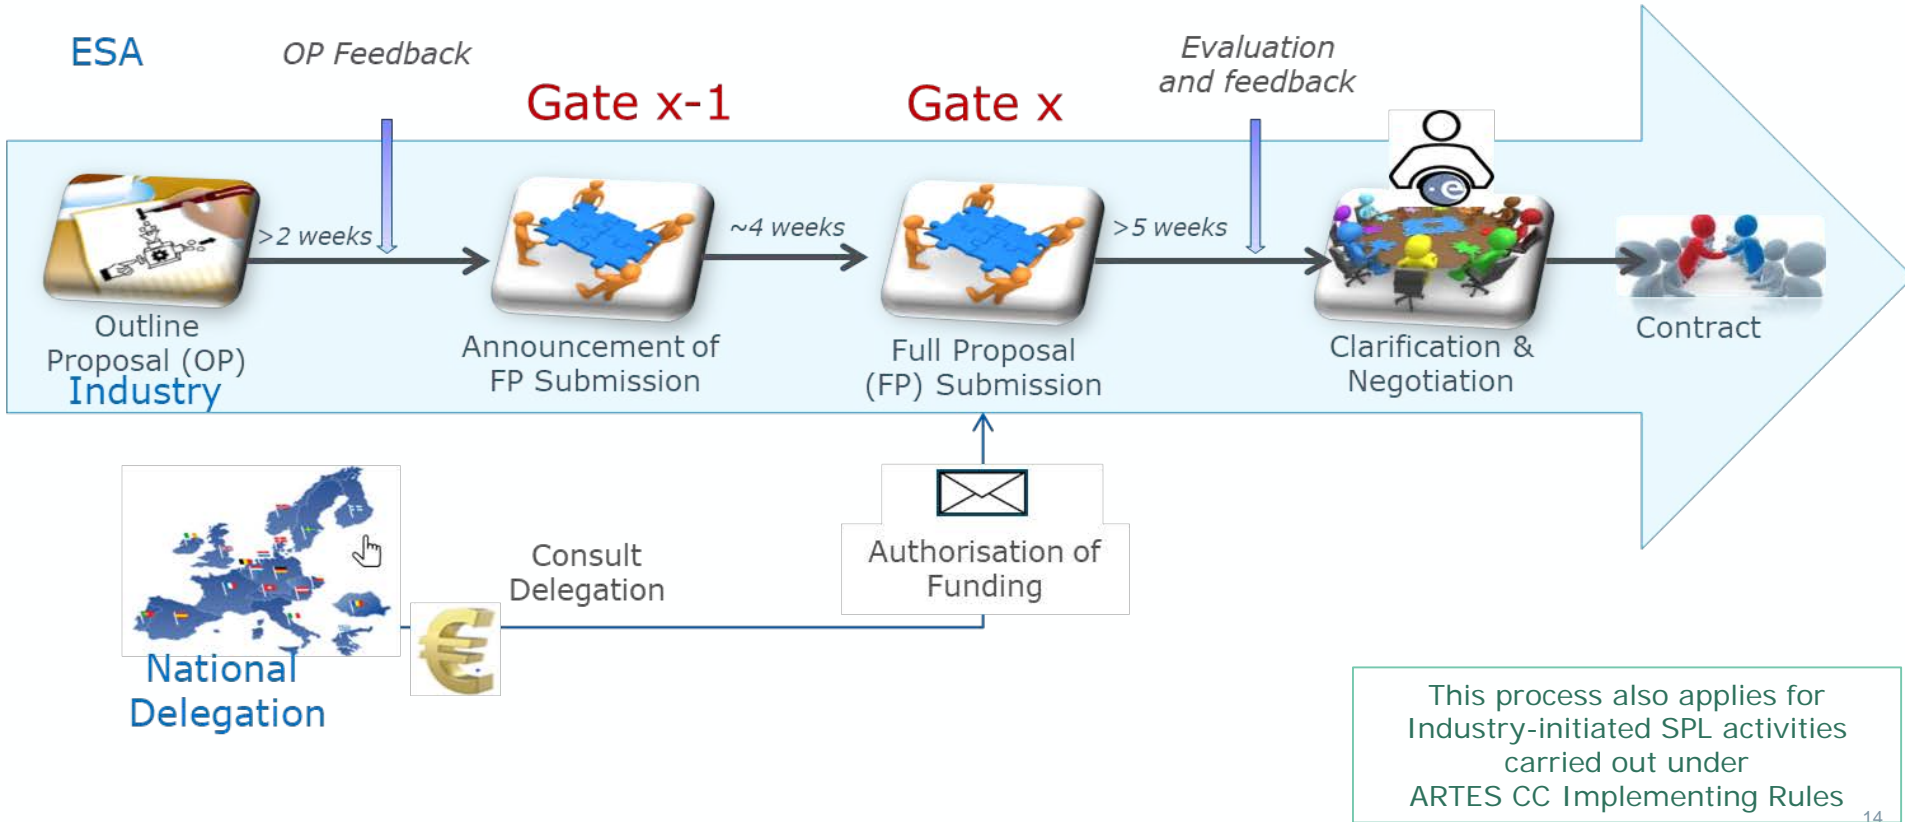 ESA
OP Feedback
Evaluation
and feedback
Gate x-1
Gate x
>2 weeks
~4 weeks
>5 weeks
Outline
Proposal (OP)
Industry
Announcement of
FP Submission
Full Proposal
(FP) Submission
Clarification &
Negotiation
Contract
Consult
Delegation
Authorisation of
Funding
National
Delegation
This process also applies for
Industry-initiated SPL activities
carried out under
ARTES CC Implementing Rules
14